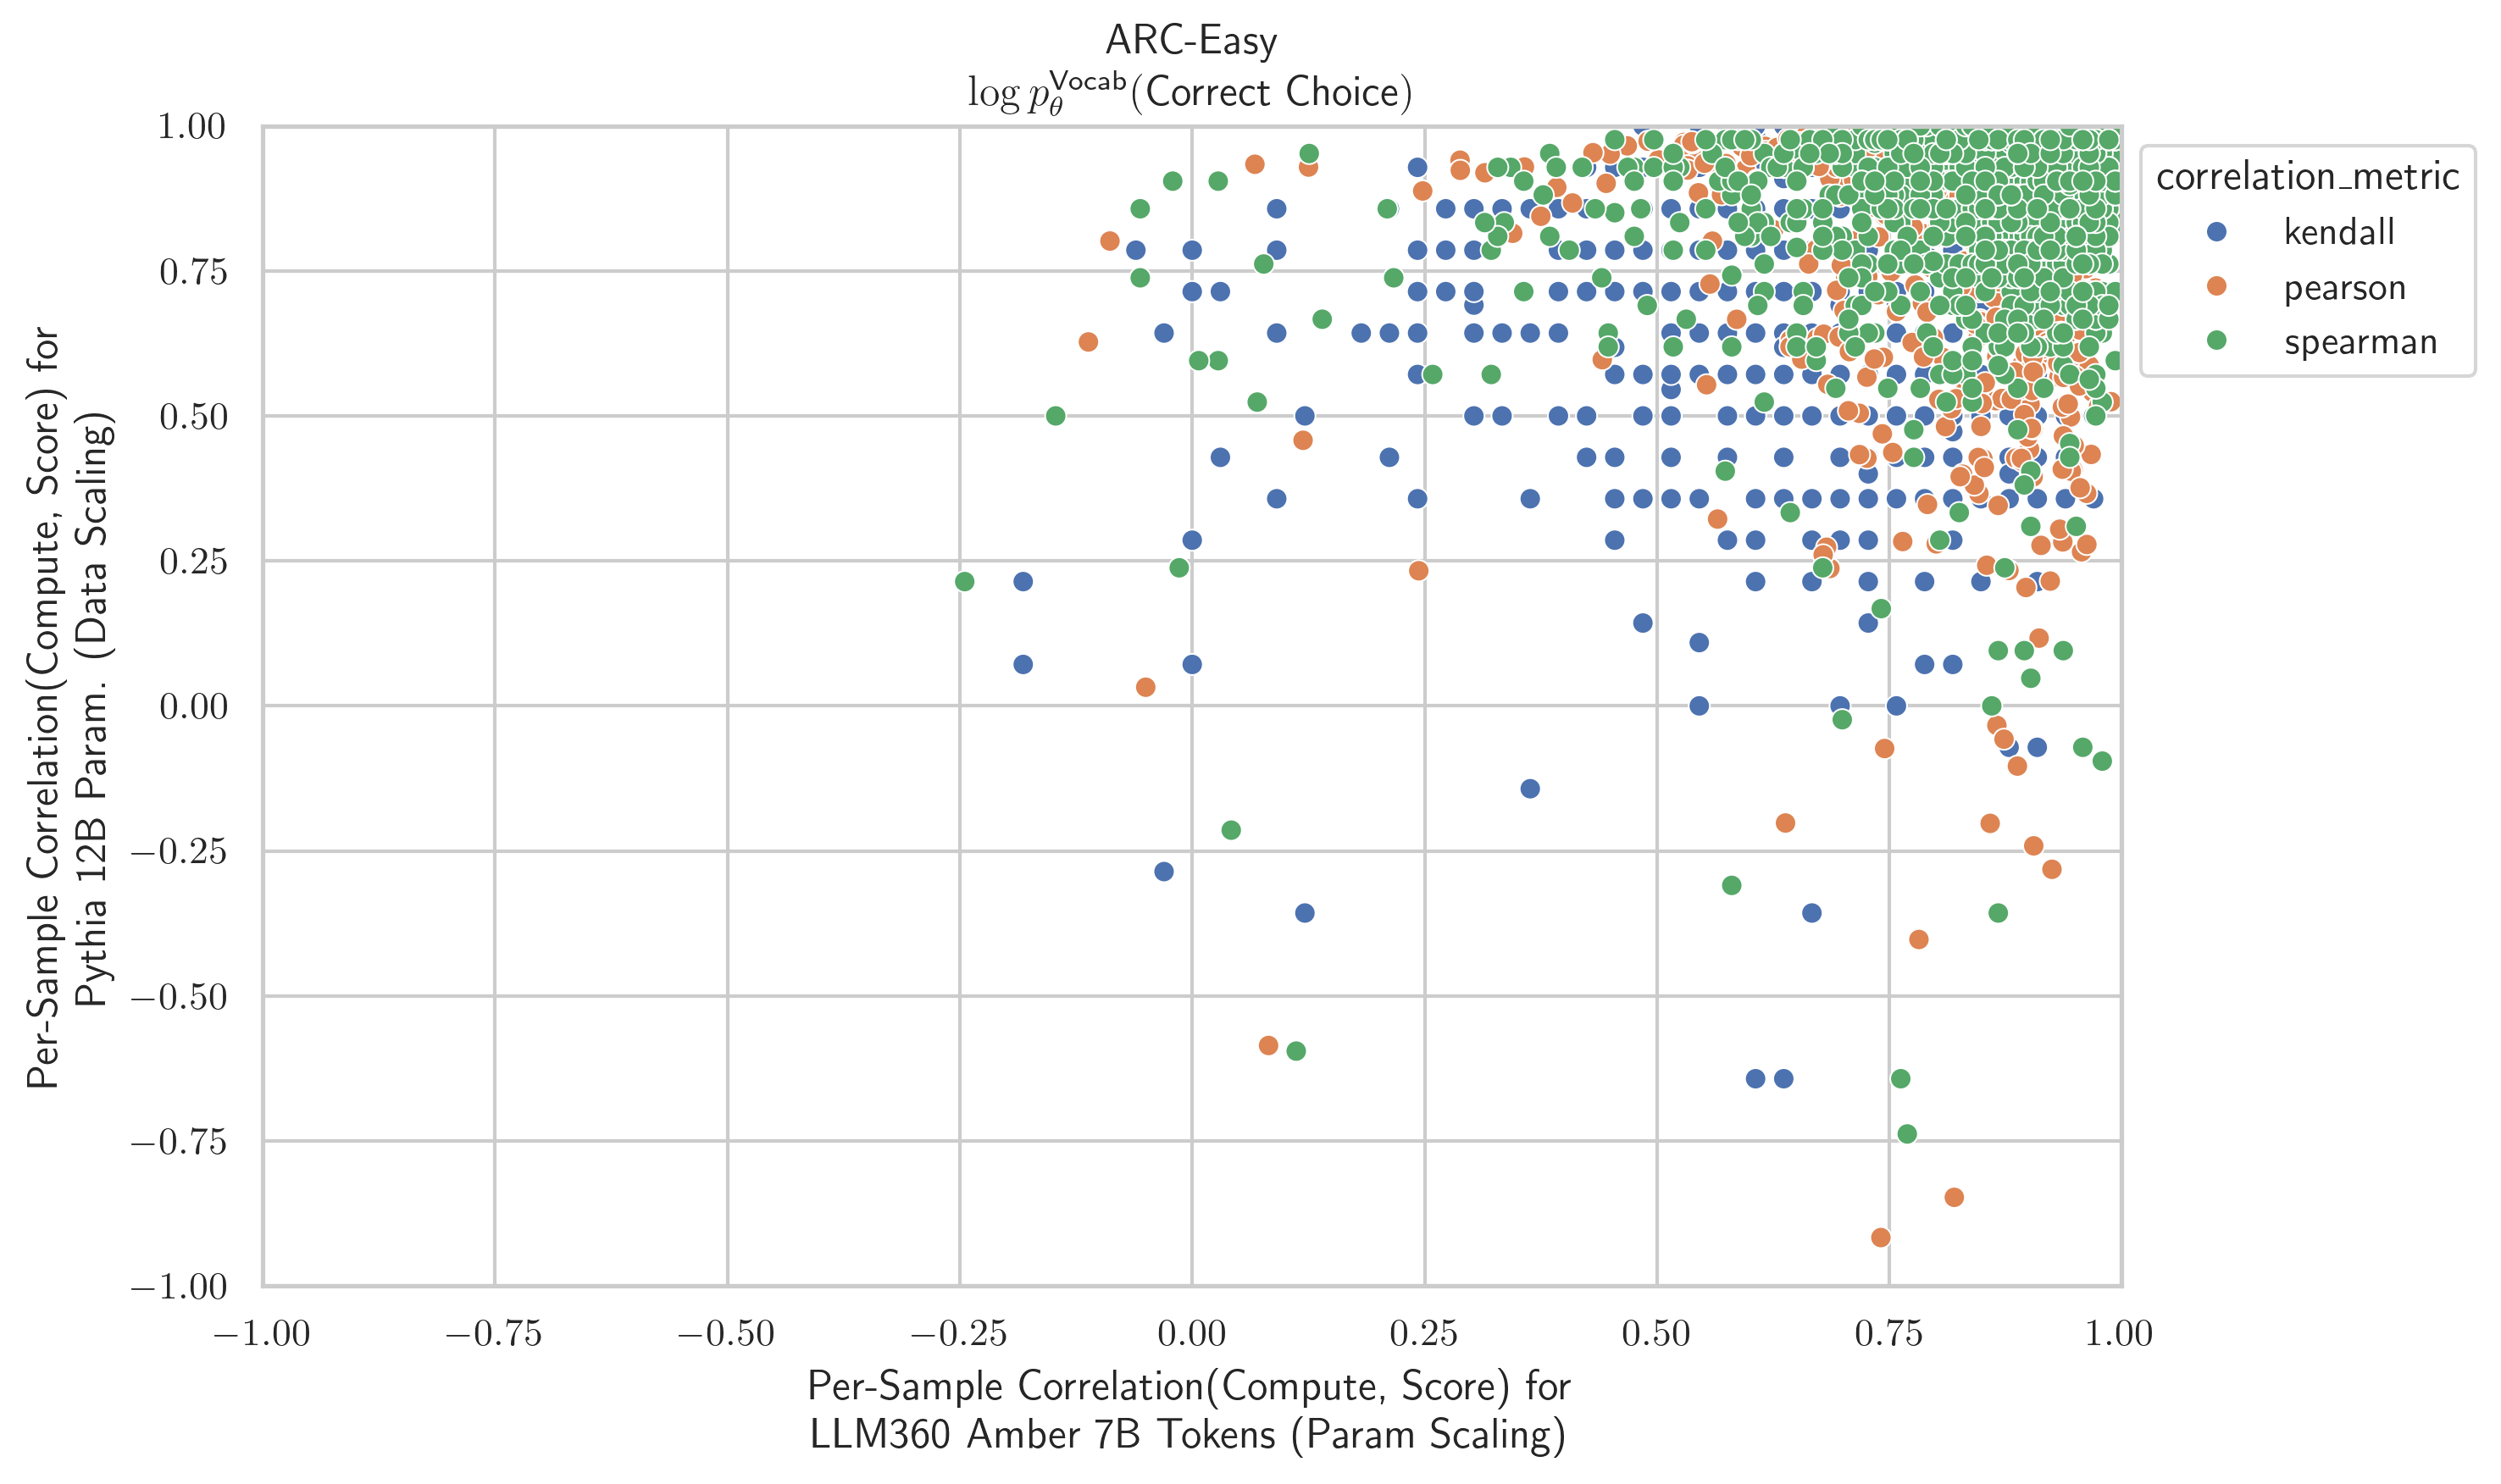 ARC-Easy
log p_θ^Vocab(Correct Choice)
Per-Sample Correlation(Compute, Score) for
Pythia 12B Param. (Data Scaling)
1.00
0.75
0.50
0.25
0.00
−0.25
−0.50
−0.75
−1.00
−1.00
−0.75
−0.50
−0.25
0.00
0.25
0.50
0.75
1.00
Per-Sample Correlation(Compute, Score) for
LLM360 Amber 7B Tokens (Param Scaling)
correlation_metric
kendall
pearson
spearman